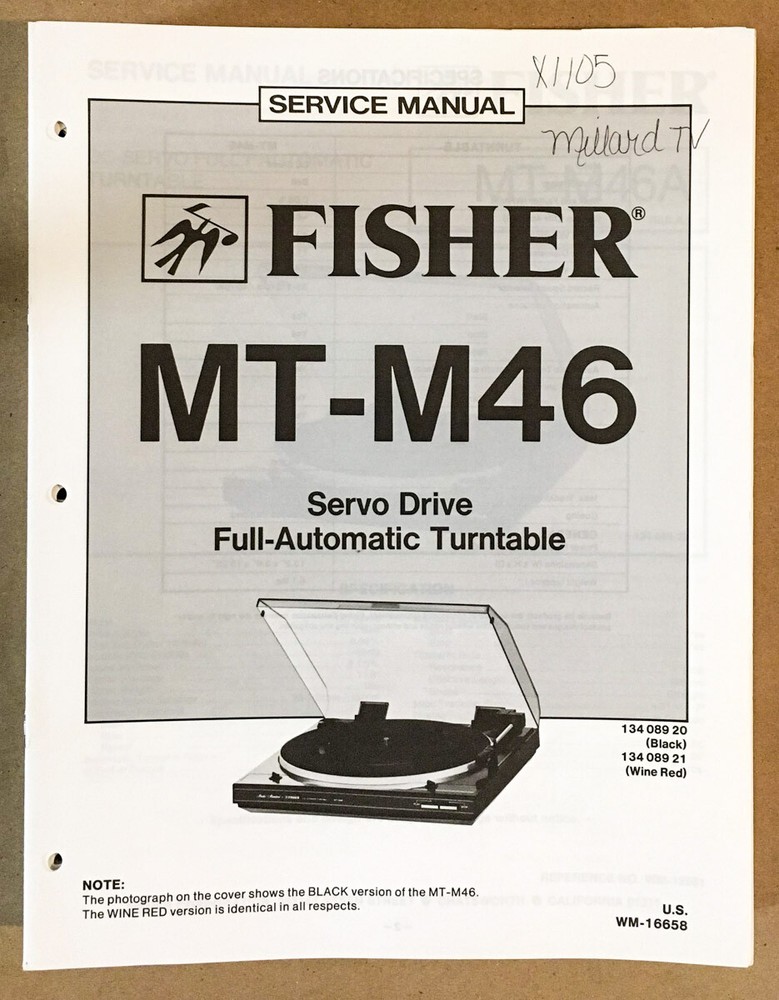 X1105
SERVICE MANUAL
Millard TV
FISHER®
MT-M46
Servo Drive
Full-Automatic Turntable
FISHER
134 089 20
(Black)
134 089 21
(Wine Red)
NOTE:
The photograph on the cover shows the BLACK version of the MT-M46.
The WINE RED version is identical in all respects.
U.S.
WM-16658